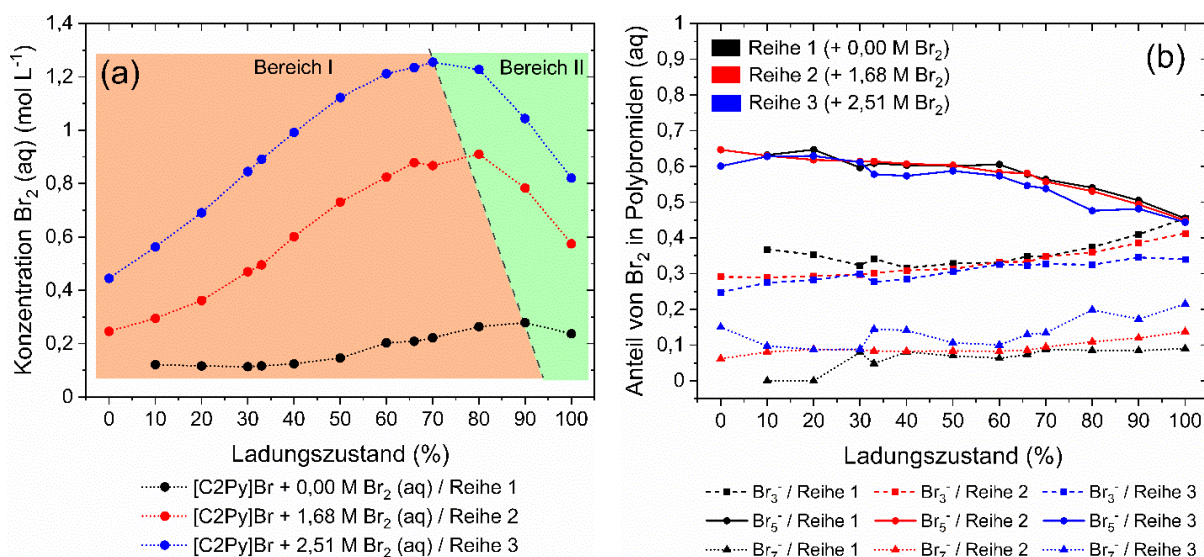 (a)
Bereich I
Bereich II
Konzentration Br₂ (aq) (mol L⁻¹)
1,4
1,2
1
0,8
0,6
0,4
0,2
0
0 10 20 30 40 50 60 70 80 90 100
Ladungszustand (%)
[C2Py]Br + 0,00 M Br₂ (aq) / Reihe 1
[C2Py]Br + 1,68 M Br₂ (aq) / Reihe 2
[C2Py]Br + 2,51 M Br₂ (aq) / Reihe 3
(b)
Reihe 1 (+ 0,00 M Br₂)
Reihe 2 (+ 1,68 M Br₂)
Reihe 3 (+ 2,51 M Br₂)
Anteil von Br₂ in Polybromiden (aq)
1
0,9
0,8
0,7
0,6
0,5
0,4
0,3
0,2
0,1
0
0 10 20 30 40 50 60 70 80 90 100
Ladungszustand (%)
Br₃⁻ / Reihe 1 Br₃⁻ / Reihe 2 Br₃⁻ / Reihe 3
Br₅⁻ / Reihe 1 Br₅⁻ / Reihe 2 Br₅⁻ / Reihe 3
Br₇⁻ / Reihe 1 Br₇⁻ / Reihe 2 Br₇⁻ / Reihe 3